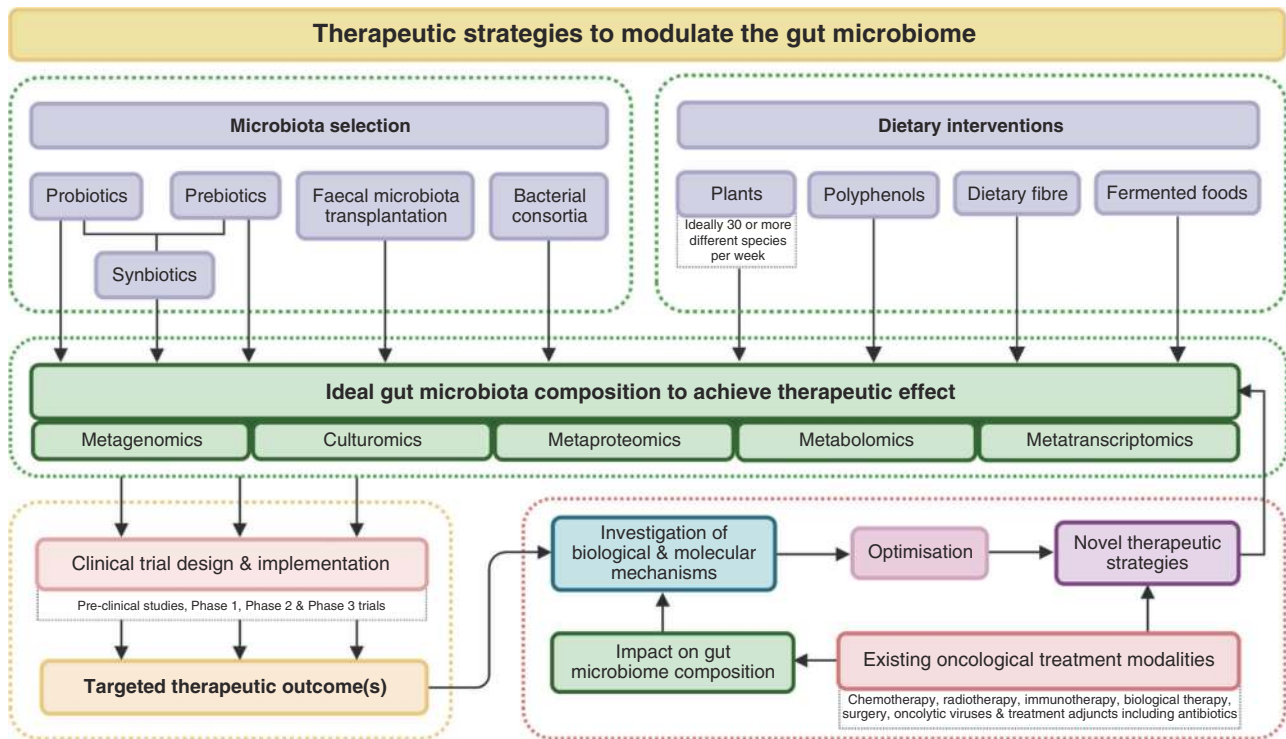 Therapeutic strategies to modulate the gut microbiome
Microbiota selection
Probiotics
Prebiotics
Faecal microbiota
transplantation
Bacterial
consortia
Synbiotics
Dietary interventions
Plants
Ideally 30 or more
different species
per week
Polyphenols
Dietary fibre
Fermented foods
Ideal gut microbiota composition to achieve therapeutic effect
Metagenomics
Culturomics
Metaproteomics
Metabolomics
Metatranscriptomics
Clinical trial design & implementation
Pre-clinical studies, Phase 1, Phase 2 & Phase 3 trials
Targeted therapeutic outcome(s)
Investigation of
biological & molecular
mechanisms
Optimisation
Novel therapeutic
strategies
Impact on gut
microbiome composition
Existing oncological treatment modalities
Chemotherapy, radiotherapy, immunotherapy, biological therapy,
surgery, oncolytic viruses & treatment adjuncts including antibiotics